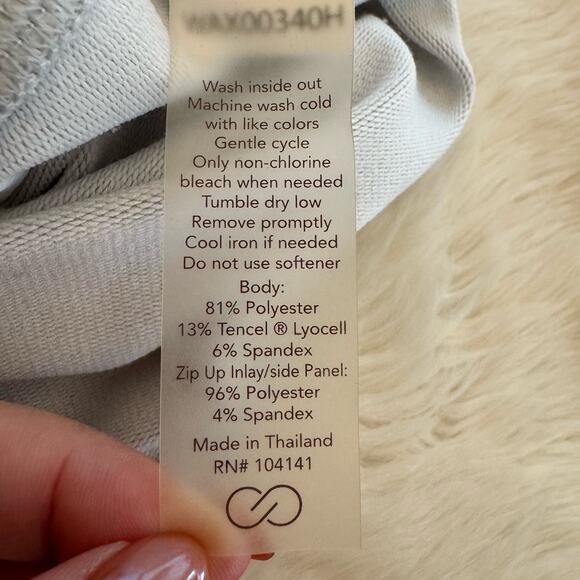 WAX00340H
Wash inside out
Machine wash cold
with like colors
Gentle cycle
Only non-chlorine
bleach when needed
Tumble dry low
Remove promptly
Cool iron if needed
Do not use softener
Body:
81% Polyester
13% Tencel ® Lyocell
6% Spandex
Zip Up Inlay/side Panel:
96% Polyester
4% Spandex
Made in Thailand
RN# 104141